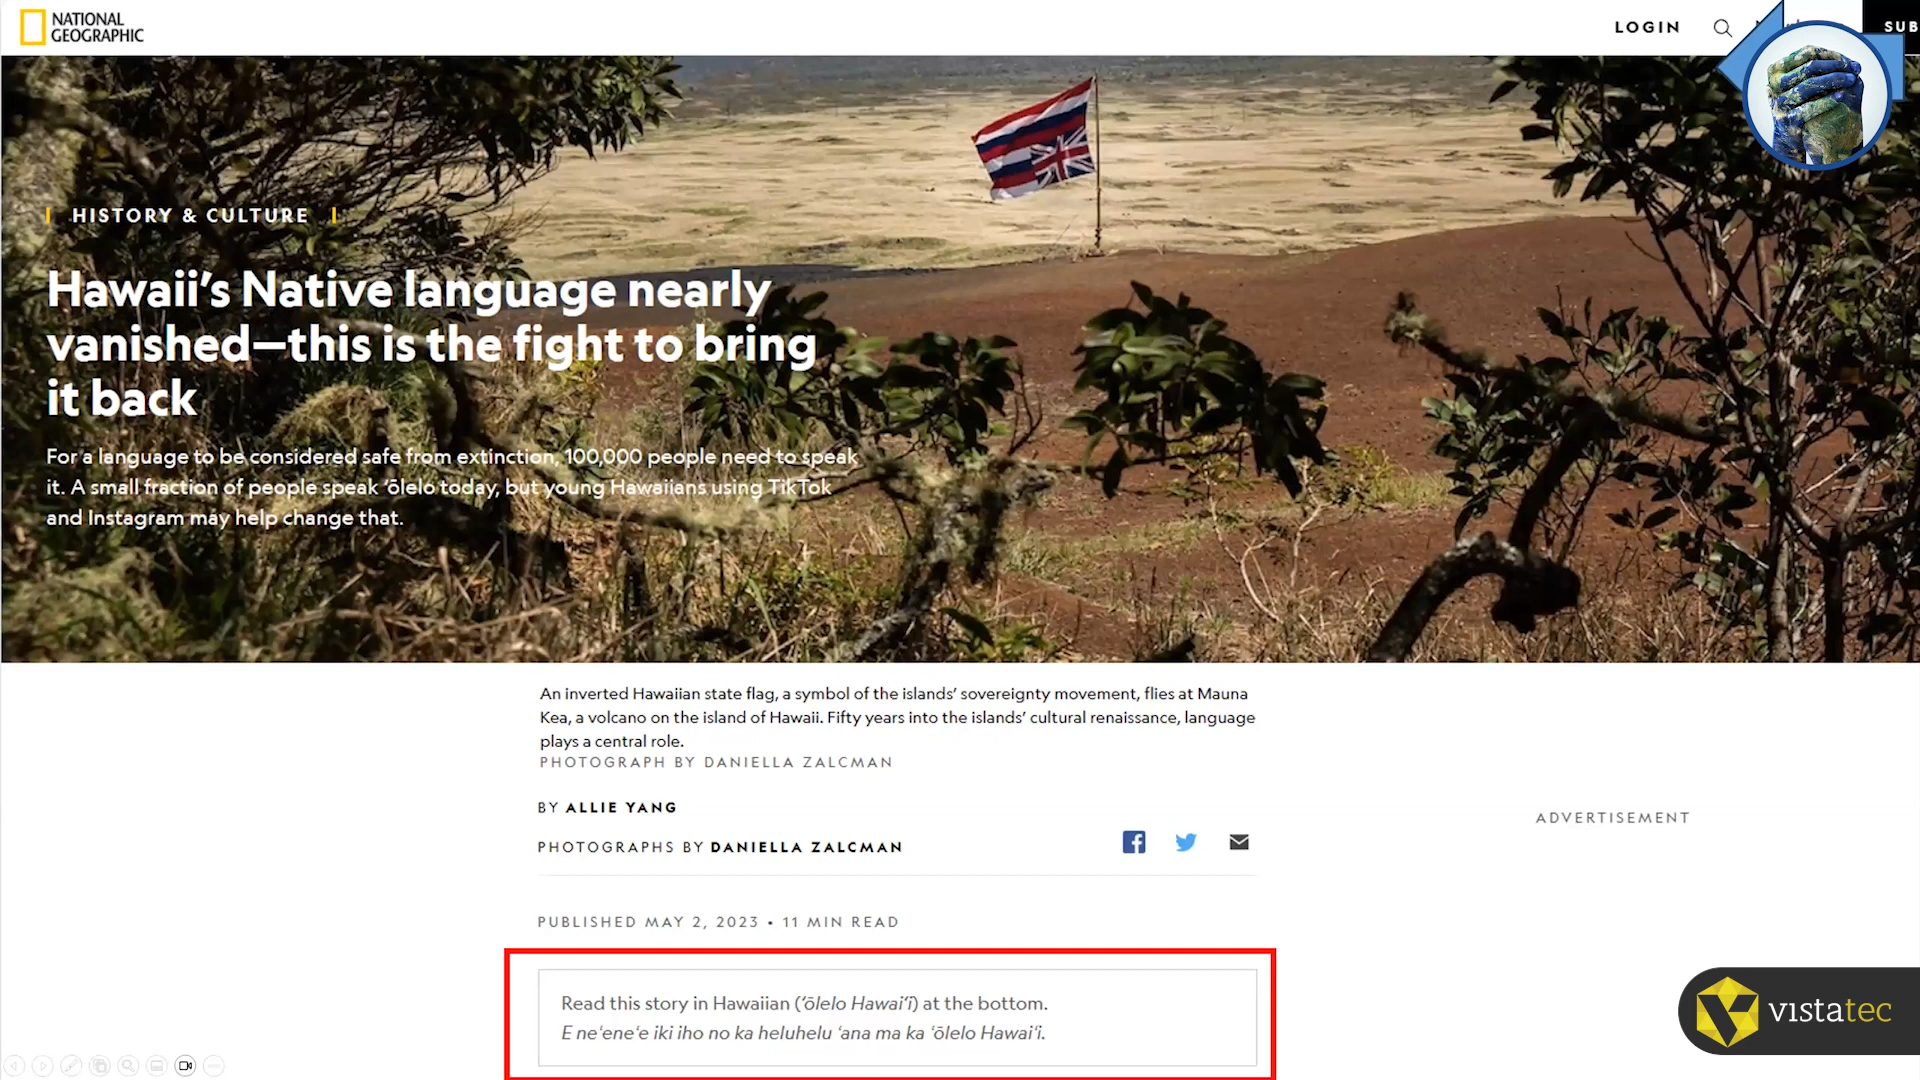 NATIONAL
GEOGRAPHIC
LOGIN
SUB
HISTORY & CULTURE
Hawaii's Native language nearly
vanished—this is the fight to bring
it back
For a language to be considered safe from extinction, 100,000 people need to speak
it. A small fraction of people speak ʻōlelo today, but young Hawaiians using TikTok
and Instagram may help change that.
An inverted Hawaiian state flag, a symbol of the islands' sovereignty movement, flies at Mauna
Kea, a volcano on the island of Hawaii. Fifty years into the islands' cultural renaissance, language
plays a central role.
PHOTOGRAPH BY DANIELLA ZALCMAN
BY ALLIE YANG
PHOTOGRAPHS BY DANIELLA ZALCMAN
ADVERTISEMENT
PUBLISHED MAY 2, 2023 • 11 MIN READ
Read this story in Hawaiian (ʻōlelo Hawaiʻi) at the bottom.
E neʻeneʻe iki iho no ka heluhelu ʻana ma ka ʻōlelo Hawaiʻi.
vistatec